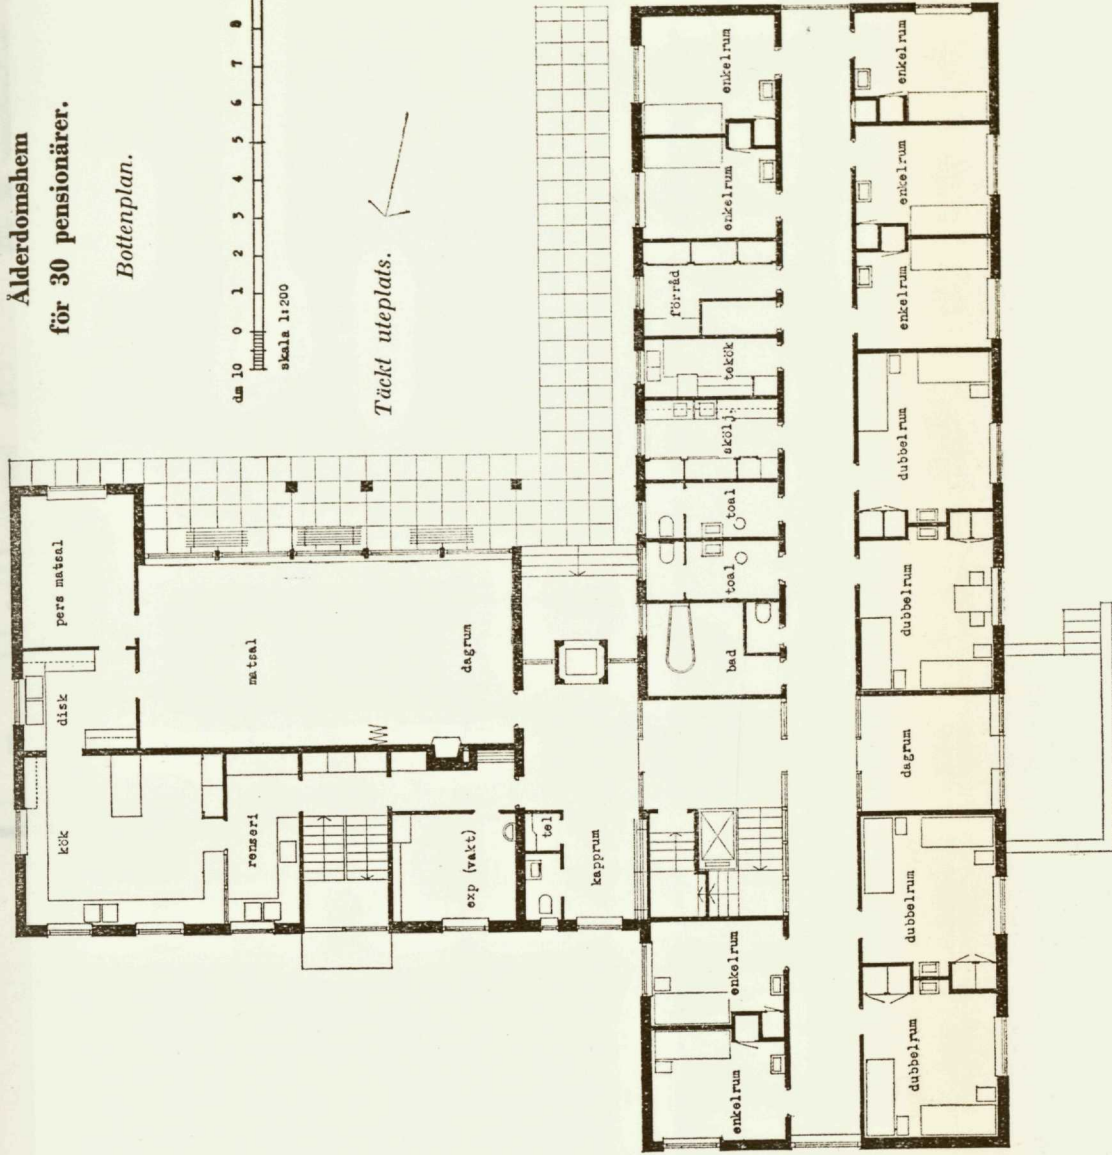 Ålderdomshem
för 30 pensionärer.
Bottenplan.
dm 10 0 1 2 3 4 5 6 7 8
skala 1:200
Täckt uteplats.
pers matsal
disk
kök
matsal
renseri
dagrum
exp (vakt)
tel
kapprum
enkelrum
enkelrum
förråd
tekök
skölj.
toal
toal
bad
enkelrum
enkelrum
enkelrum
enkelrum
enkelrum
dubbelrum
dubbelrum
dagrum
dubbelrum
dubbelrum